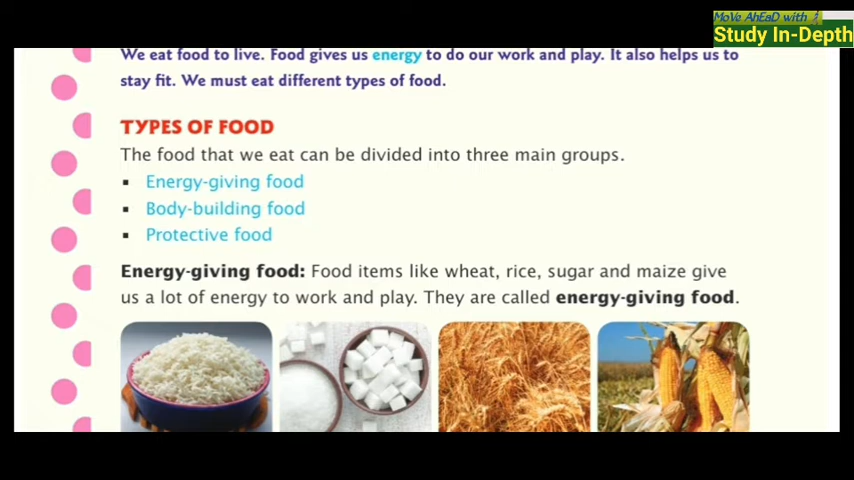 MoVe AhEaD with
Study In-Depth
We eat food to live. Food gives us energy to do our work and play. It also helps us to
stay fit. We must eat different types of food.
TYPES OF FOOD
The food that we eat can be divided into three main groups.
▪ Energy-giving food
▪ Body-building food
▪ Protective food
Energy-giving food: Food items like wheat, rice, sugar and maize give
us a lot of energy to work and play. They are called energy-giving food.